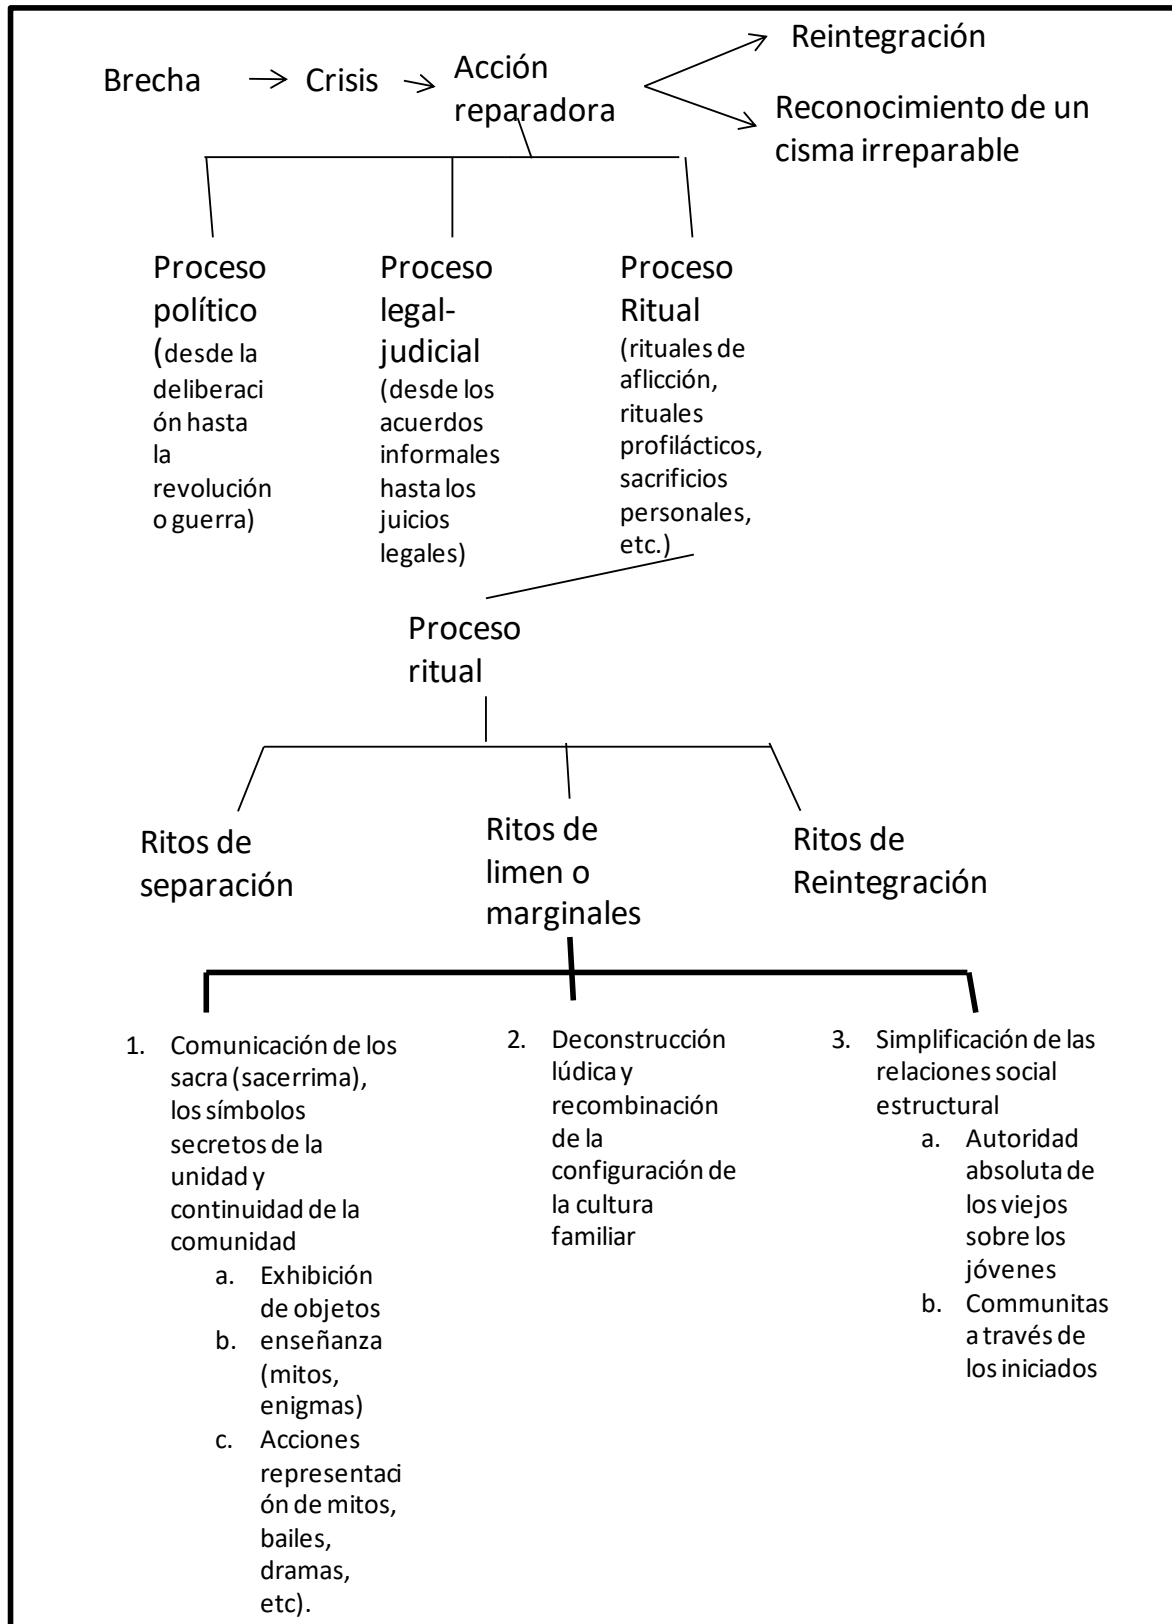 Brecha
Crisis
Acción
reparadora
Reintegración
Reconocimiento de un
cisma irreparable
Proceso
político
(desde la
deliberaci
ón hasta
la
revolución
o guerra)
Proceso
legal-
judicial
(desde los
acuerdos
informales
hasta los
juicios
legales)
Proceso
Ritual
(rituales de
aflicción,
rituales
profilácticos,
sacrificios
personales,
etc.)
Proceso
ritual
Ritos de
separación
Ritos de
limen o
marginales
Ritos de
Reintegración
1. Comunicación de los
sacra (sacerrima),
los símbolos
secretos de la
unidad y
continuidad de la
comunidad
a. Exhibición
de objetos
b. enseñanza
(mitos,
enigmas)
c. Acciones
representaci
ón de mitos,
bailes,
dramas,
etc).
2. Deconstrucción
lúdica y
recombinación
de la
configuración de
la cultura
familiar
3. Simplificación de las
relaciones social
estructural
a. Autoridad
absoluta de
los viejos
sobre los
jóvenes
b. Communitas
a través de
los iniciados